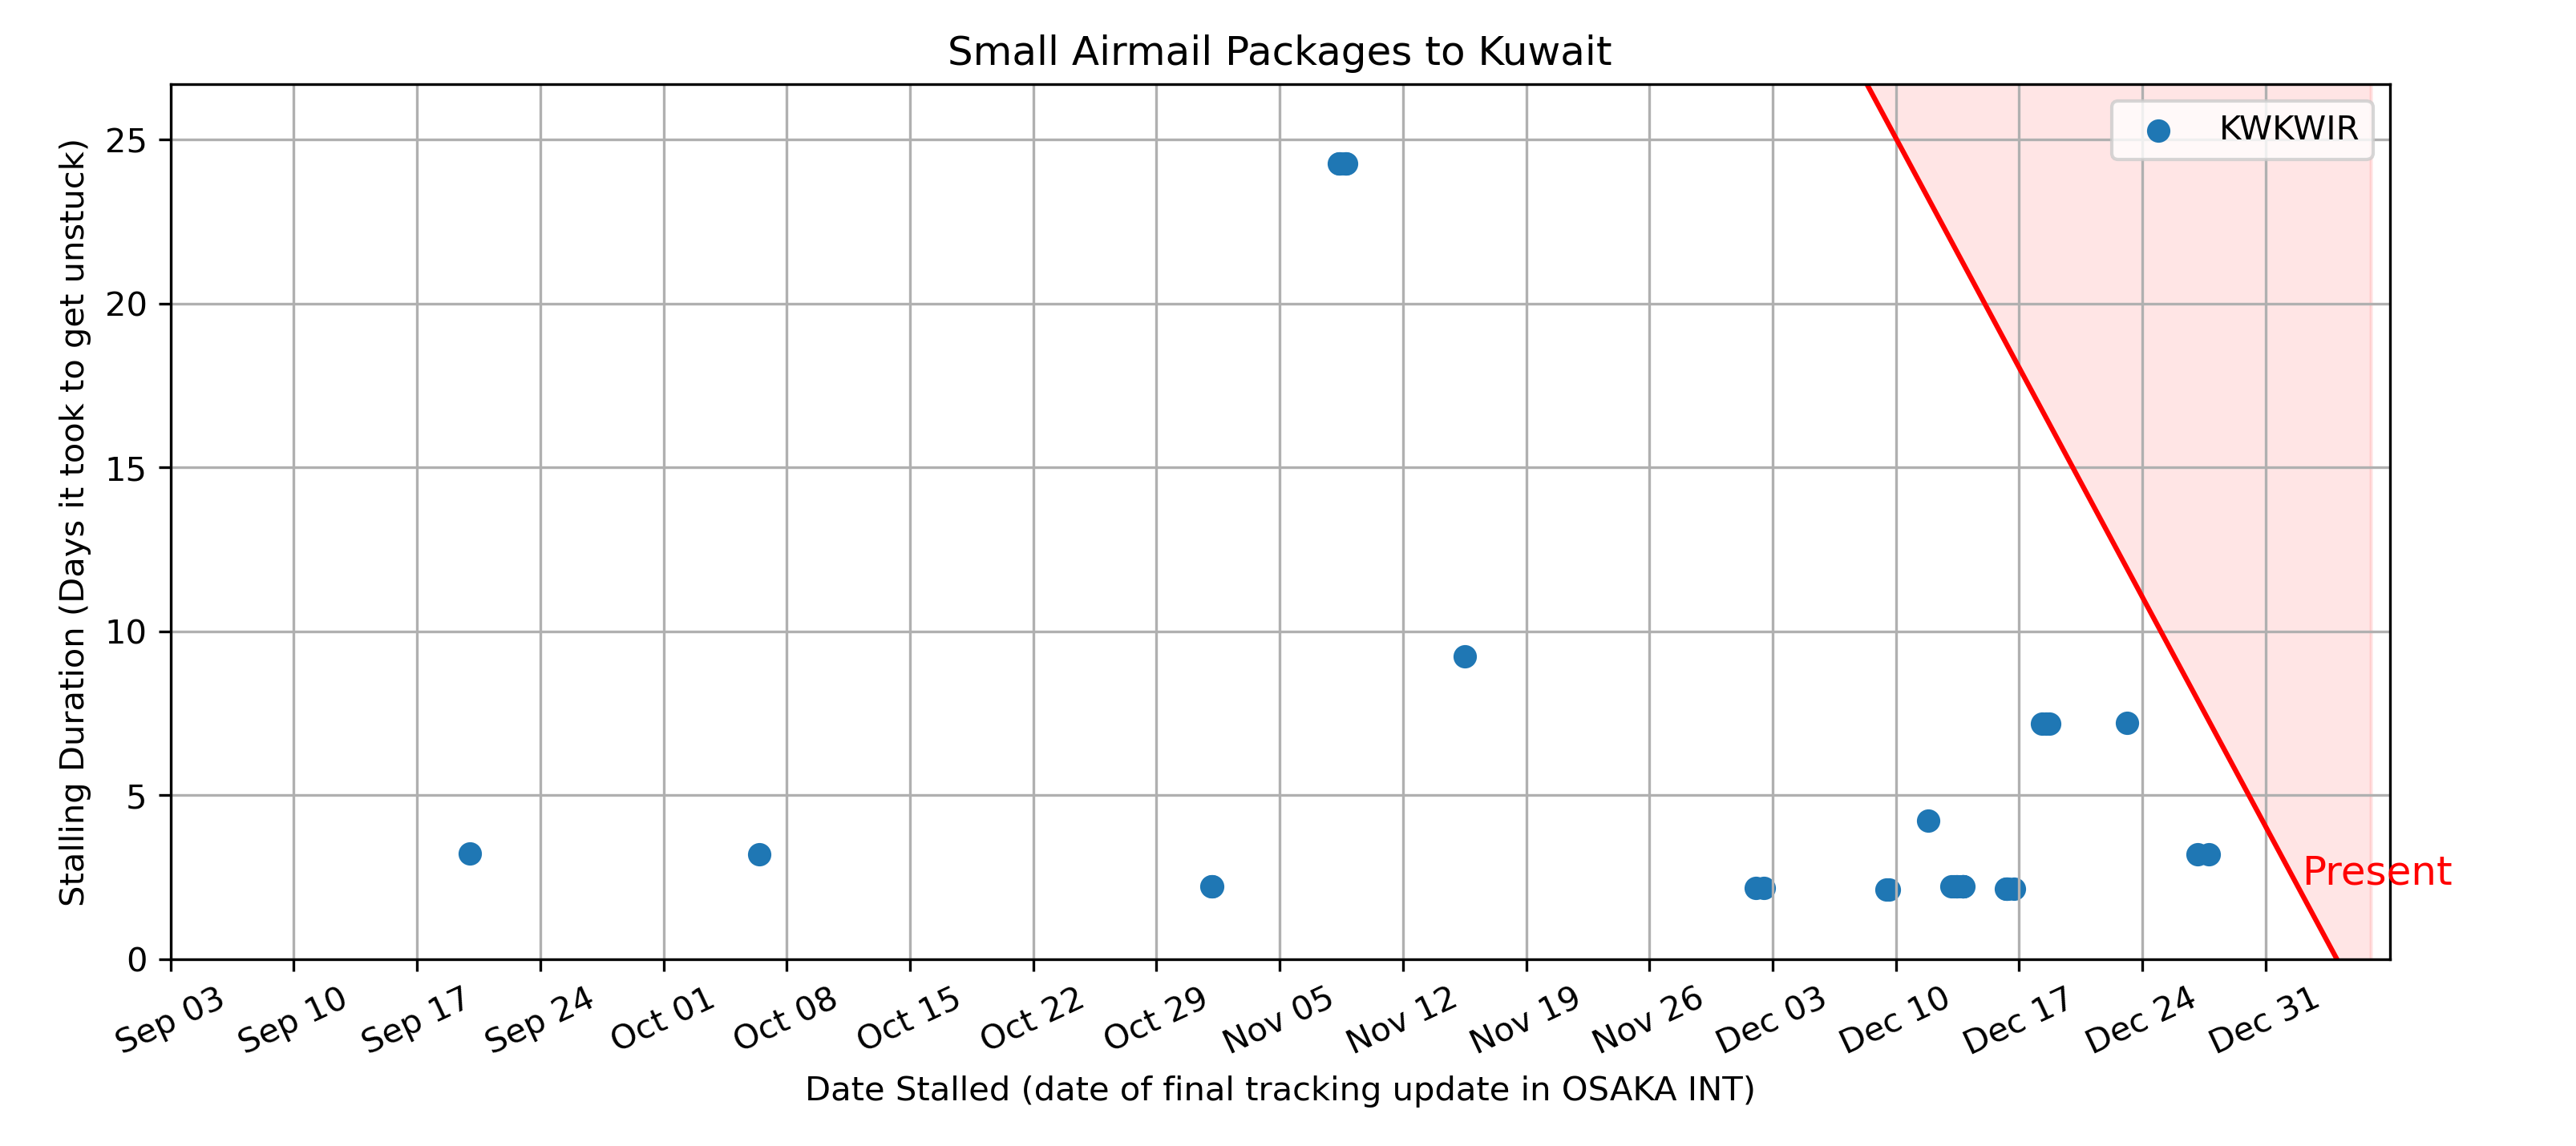 Small Airmail Packages to Kuwait
KWKWIR
Stalling Duration (Days it took to get unstuck)
25
20
15
10
5
0
Present
Sep 03 Sep 10 Sep 17 Sep 24 Oct 01 Oct 08 Oct 15 Oct 22 Oct 29 Nov 05 Nov 12 Nov 19 Nov 26 Dec 03 Dec 10 Dec 17 Dec 24 Dec 31
Date Stalled (date of final tracking update in OSAKA INT)